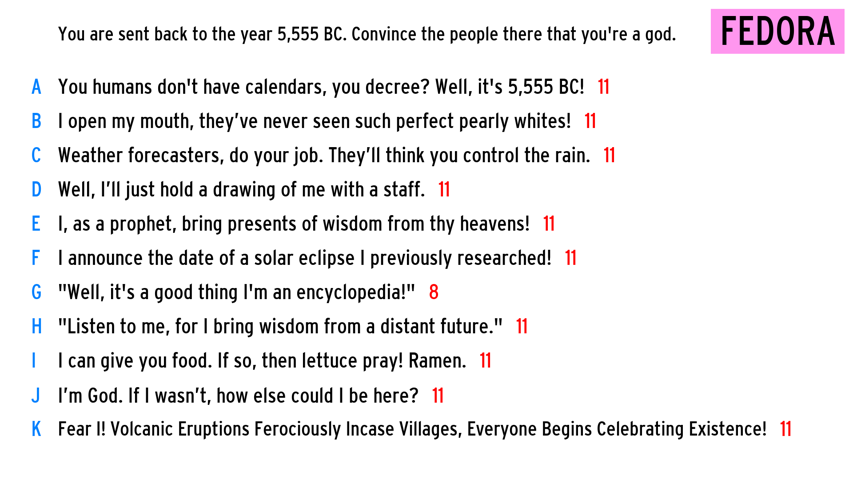 You are sent back to the year 5,555 BC. Convince the people there that you're a god.
FEDORA
A You humans don't have calendars, you decree? Well, it's 5,555 BC! 11
B I open my mouth, they’ve never seen such perfect pearly whites! 11
C Weather forecasters, do your job. They’ll think you control the rain. 11
D Well, I’ll just hold a drawing of me with a staff. 11
E I, as a prophet, bring presents of wisdom from thy heavens! 11
F I announce the date of a solar eclipse I previously researched! 11
G "Well, it's a good thing I'm an encyclopedia!" 8
H "Listen to me, for I bring wisdom from a distant future." 11
I I can give you food. If so, then lettuce pray! Ramen. 11
J I’m God. If I wasn’t, how else could I be here? 11
K Fear I! Volcanic Eruptions Ferociously Incase Villages, Everyone Begins Celebrating Existence! 11